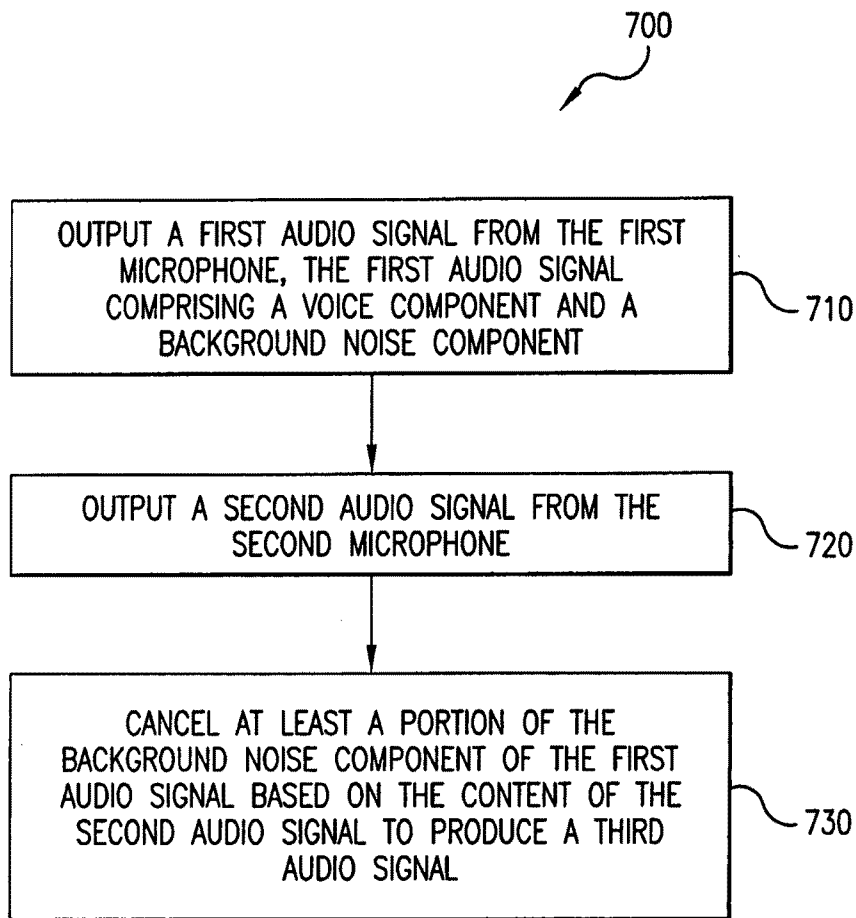 700
OUTPUT A FIRST AUDIO SIGNAL FROM THE FIRST
MICROPHONE, THE FIRST AUDIO SIGNAL
COMPRISING A VOICE COMPONENT AND A
BACKGROUND NOISE COMPONENT
710
OUTPUT A SECOND AUDIO SIGNAL FROM THE
SECOND MICROPHONE
720
CANCEL AT LEAST A PORTION OF THE
BACKGROUND NOISE COMPONENT OF THE FIRST
AUDIO SIGNAL BASED ON THE CONTENT OF THE
SECOND AUDIO SIGNAL TO PRODUCE A THIRD
AUDIO SIGNAL
730